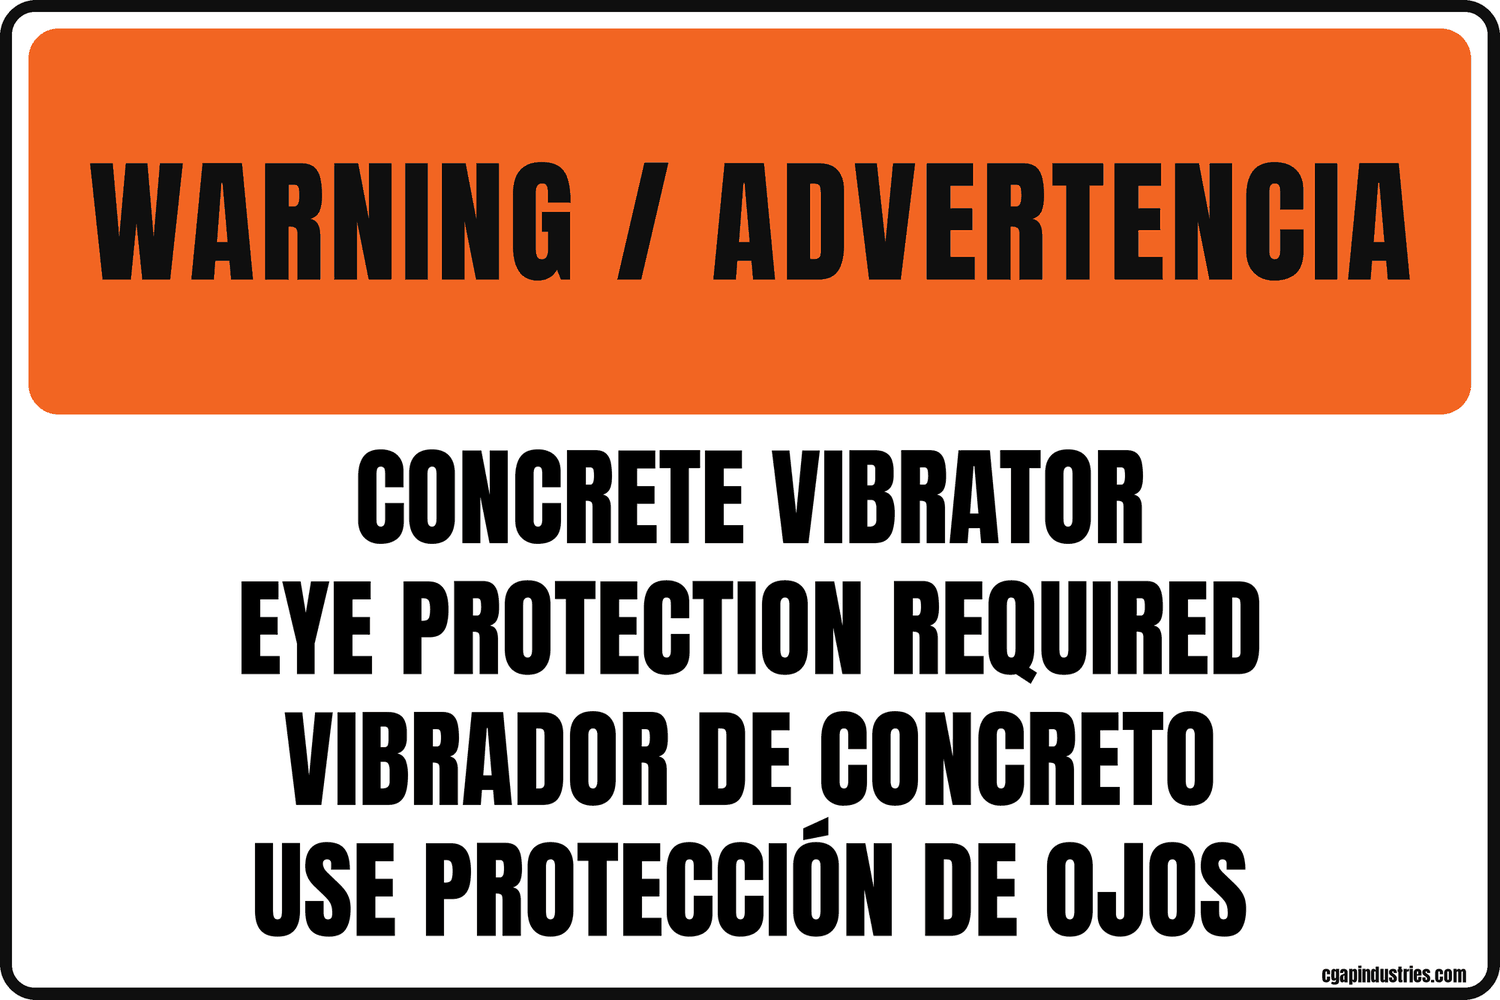 WARNING / ADVERTENCIA
CONCRETE VIBRATOR
EYE PROTECTION REQUIRED
VIBRADOR DE CONCRETO
USE PROTECCIÓN DE OJOS
cgapindustries.com